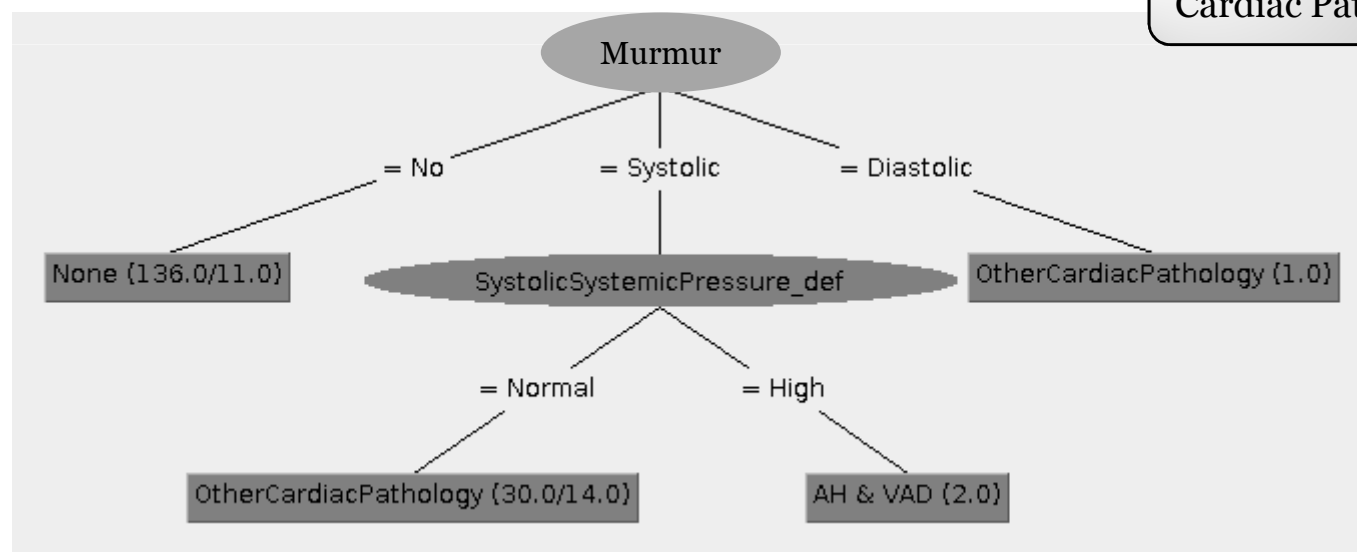 Cardiac
Murmur
= No
= Systolic
= Diastolic
None (136.0/11.0)
SystolicSystemicPressure_def
OtherCardiacPathology (1.0)
= Normal
= High
OtherCardiacPathology (30.0/14.0)
AH & VAD (2.0)